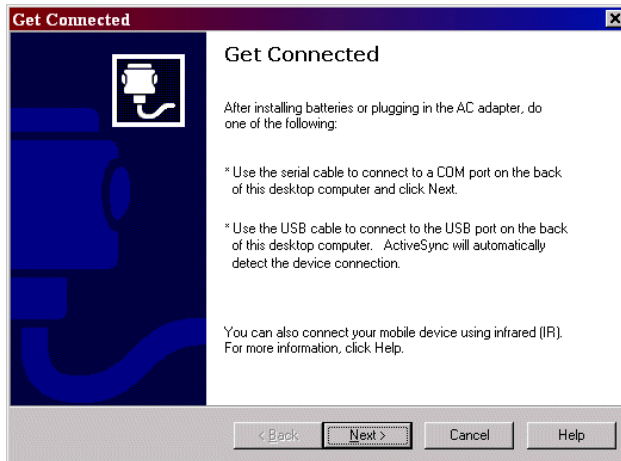 Get Connected
Get Connected
After installing batteries or plugging in the AC adapter, do
one of the following:
* Use the serial cable to connect to a COM port on the back
of this desktop computer and click Next.
* Use the USB cable to connect to the USB port on the back
of this desktop computer. ActiveSync will automatically
detect the device connection.
You can also connect your mobile device using infrared (IR).
For more information, click Help.
< Back Next > Cancel Help